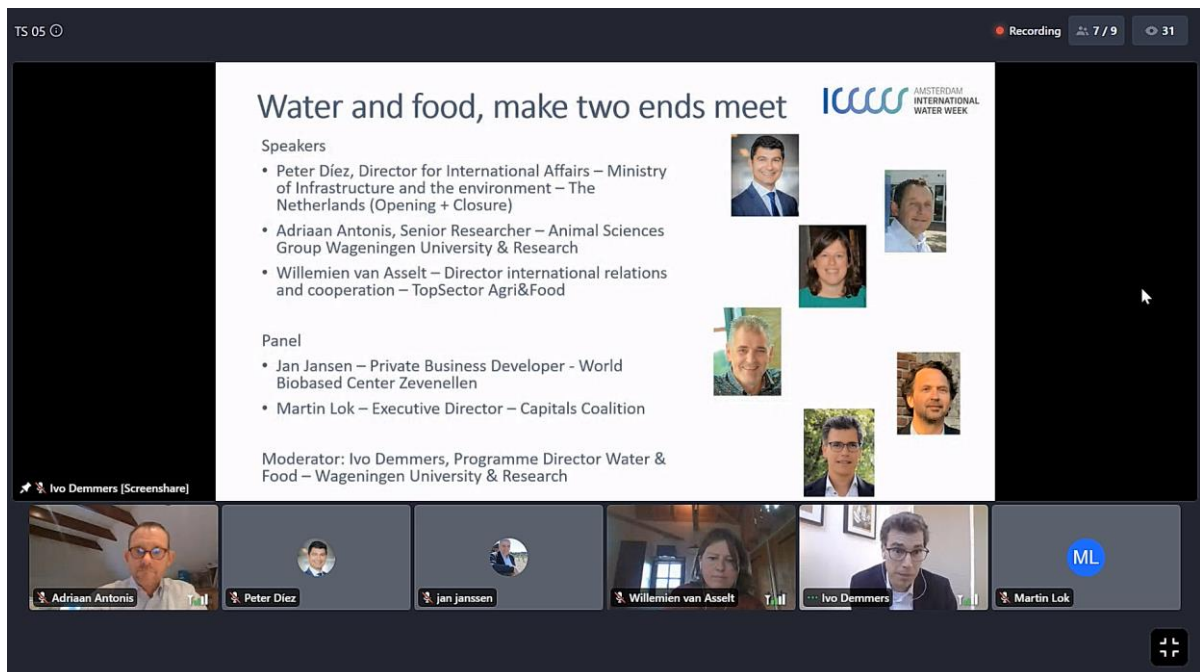 TS 05
Recording
7 / 9
31
Water and food, make two ends meet
AMSTERDAM
INTERNATIONAL
WATER WEEK
Speakers
• Peter Díez, Director for International Affairs – Ministry
of Infrastructure and the environment – The
Netherlands (Opening + Closure)
• Adriaan Antonis, Senior Researcher – Animal Sciences
Group Wageningen University & Research
• Willemien van Asselt – Director international relations
and cooperation – TopSector Agri&Food
Panel
• Jan Jansen – Private Business Developer - World
Biobased Center Zevenellen
• Martin Lok – Executive Director – Capitals Coalition
Moderator: Ivo Demmers, Programme Director Water &
Food – Wageningen University & Research
Ivo Demmers [Screenshare]
Adriaan Antonis
Peter Díez
jan janssen
Willemien van Asselt
Ivo Demmers
ML
Martin Lok